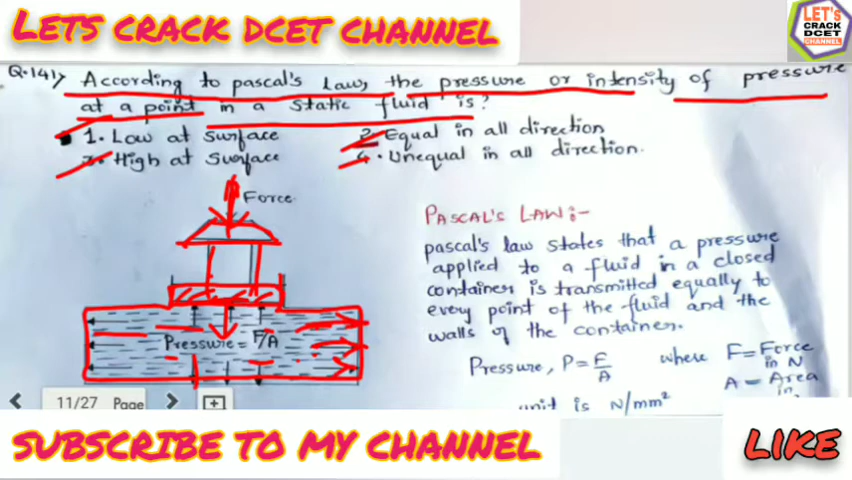 LETS CRACK DCET CHANNEL
LET'S
CRACK
DCET
CHANNEL
Q.141) According to pascal's law, the pressure or intensity of pressure
at a point in a static fluid is?
1. Low at surface
2. Equal in all direction
3. High at surface
4. Unequal in all direction.
Force
Pressure = F/A
PASCAL'S LAW :-
pascal's law states that a pressure
applied to a fluid in a closed
container is transmitted equally to
every point of the fluid and the
walls of the container.
Pressure, P = F/A where F = Force
in N
A = Area
in
unit is N/mm²
11/27 Page
SUBSCRIBE TO MY CHANNEL
LIKE